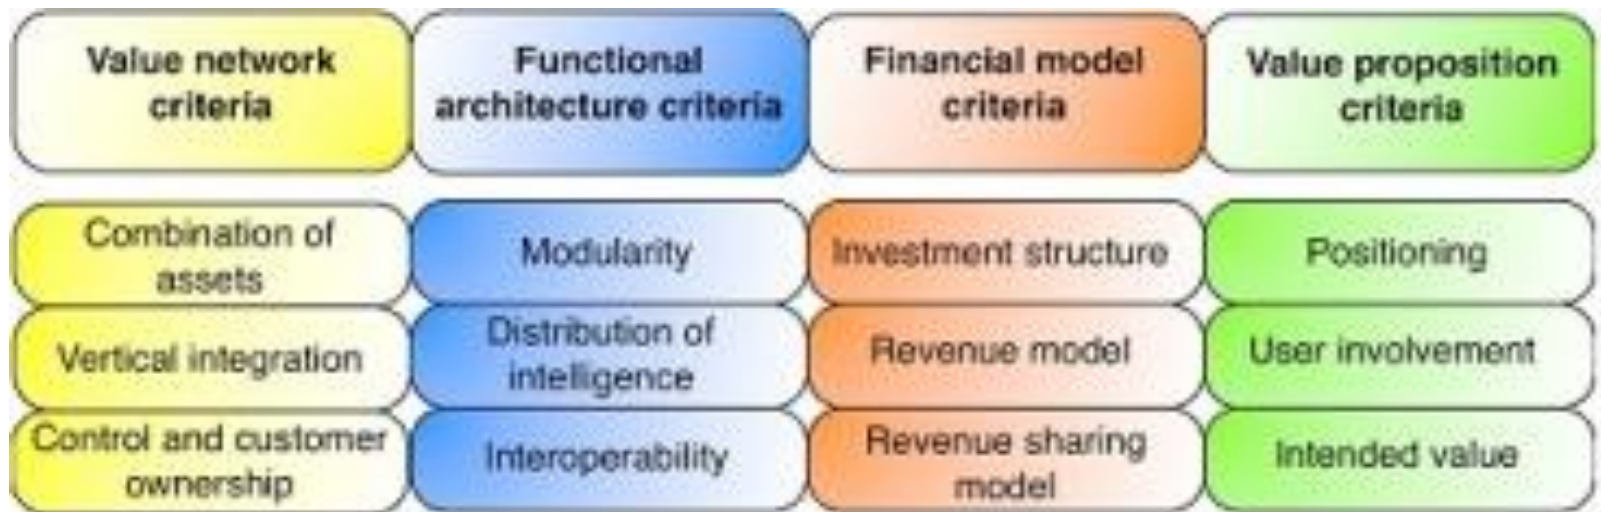 Value network
criteria
Functional
architecture criteria
Financial model
criteria
Value proposition
criteria
Combination of
assets
Modularity
Investment structure
Positioning
Vertical integration
Distribution of
intelligence
Revenue model
User involvement
Control and customer
ownership
Interoperability
Revenue sharing
model
Intended value